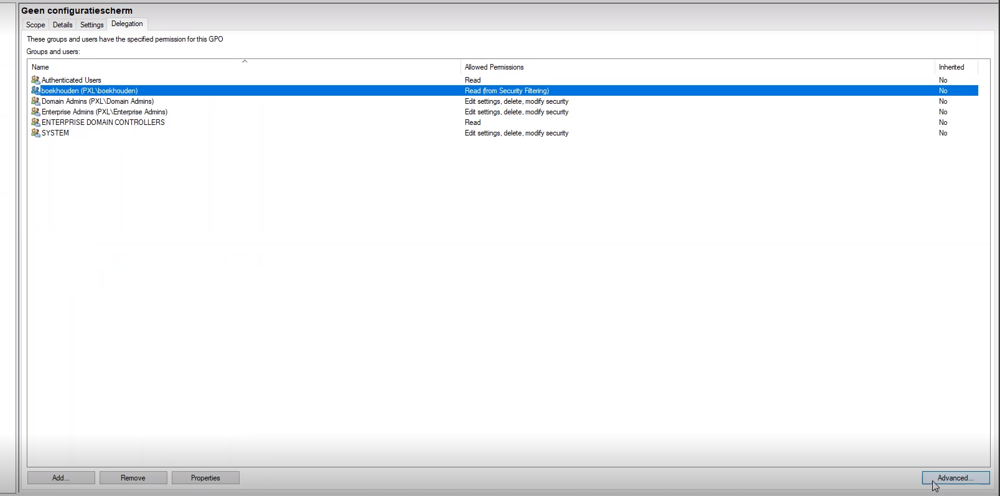 Geen configuratiescherm
Scope Details Settings Delegation
These groups and users have the specified permission for this GPO
Groups and users:
Name Allowed Permissions Inherited
Authenticated Users Read No
boekhouden (PXL\boekhouden) Read (from Security Filtering) No
Domain Admins (PXL\Domain Admins) Edit settings, delete, modify security No
Enterprise Admins (PXL\Enterprise Admins) Edit settings, delete, modify security No
ENTERPRISE DOMAIN CONTROLLERS Read No
SYSTEM Edit settings, delete, modify security No
Add... Remove Properties Advanced...